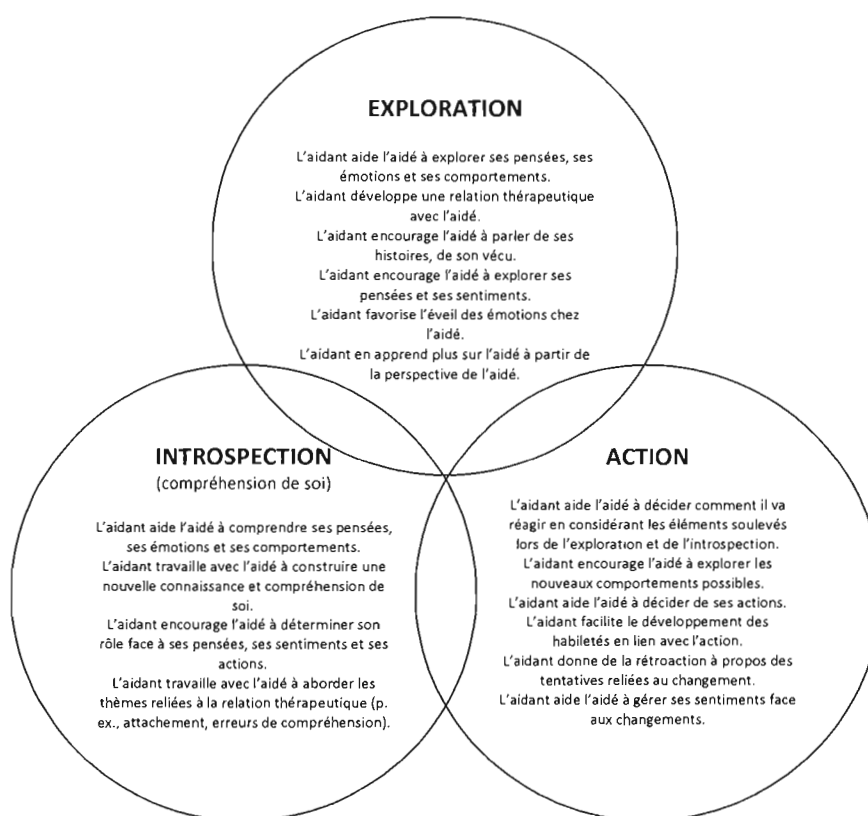 EXPLORATION
L'aidant aide l'aidé à explorer ses pensées, ses
émotions et ses comportements.
L'aidant développe une relation thérapeutique
avec l'aidé.
L'aidant encourage l'aidé à parler de ses
histoires, de son vécu.
L'aidant encourage l'aidé à explorer ses
pensées et ses sentiments.
L'aidant favorise l'éveil des émotions chez
l'aidé.
L'aidant en apprend plus sur l'aidé à partir de
la perspective de l'aidé.
INTROSPECTION
(compréhension de soi)
L'aidant aide l'aidé à comprendre ses pensées,
ses émotions et ses comportements.
L'aidant travaille avec l'aidé à construire une
nouvelle connaissance et compréhension de
soi.
L'aidant encourage l'aidé à déterminer son
rôle face à ses pensées, ses sentiments et ses
actions.
L'aidant travaille avec l'aidé à aborder les
thèmes reliées à la relation thérapeutique (p.
ex., attachement, erreurs de compréhension).
ACTION
L'aidant aide l'aidé à décider comment il va
réagir en considérant les éléments soulevés
lors de l'exploration et de l'introspection.
L'aidant encourage l'aidé à explorer les
nouveaux comportements possibles.
L'aidant aide l'aidé à décider de ses actions.
L'aidant facilite le développement des
habiletés en lien avec l'action.
L'aidant donne de la rétroaction à propos des
tentatives reliées au changement.
L'aidant aide l'aidé à gérer ses sentiments face
aux changements.